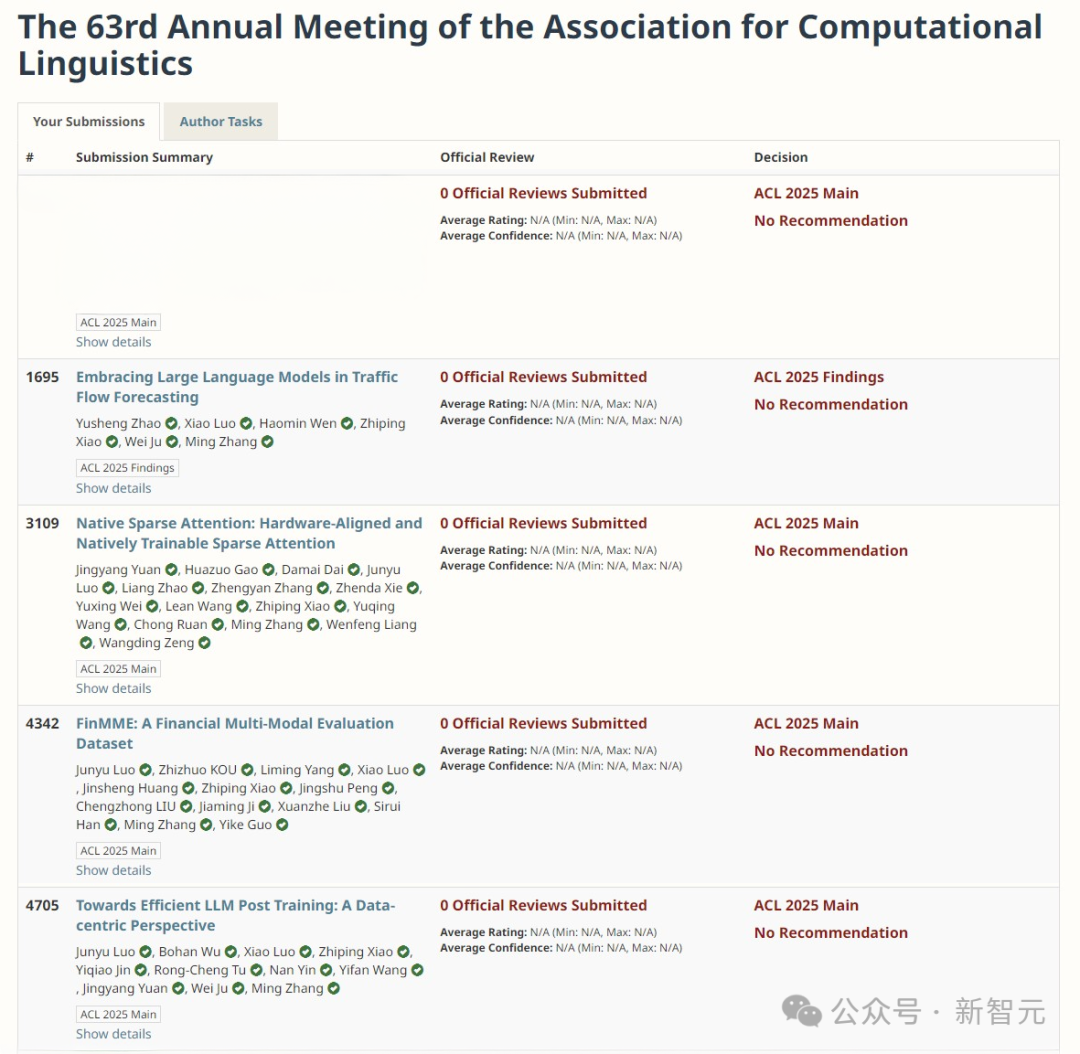 The 63rd Annual Meeting of the Association for Computational
Linguistics
Your Submissions
Author Tasks
#
Submission Summary
Official Review
Decision
0 Official Reviews Submitted
Average Rating: N/A (Min: N/A, Max: N/A)
Average Confidence: N/A (Min: N/A, Max: N/A)
ACL 2025 Main
No Recommendation
ACL 2025 Main
Show details
1695
Embracing Large Language Models in Traffic
Flow Forecasting
Yusheng Zhao, Xiao Luo, Haomin Wen, Zhiping
Xiao, Wei Ju, Ming Zhang
ACL 2025 Findings
Show details
0 Official Reviews Submitted
Average Rating: N/A (Min: N/A, Max: N/A)
Average Confidence: N/A (Min: N/A, Max: N/A)
ACL 2025 Findings
No Recommendation
3109
Native Sparse Attention: Hardware-Aligned and
Natively Trainable Sparse Attention
Jingyang Yuan, Huazuo Gao, Damai Dai, Junyu
Luo, Liang Zhao, Zhengyan Zhang, Zhenda Xie,
Yuxing Wei, Lean Wang, Zhiping Xiao, Yuqing
Wang, Chong Ruan, Ming Zhang, Wenfeng Liang
, Wangding Zeng
ACL 2025 Main
Show details
0 Official Reviews Submitted
Average Rating: N/A (Min: N/A, Max: N/A)
Average Confidence: N/A (Min: N/A, Max: N/A)
ACL 2025 Main
No Recommendation
4342
FinMME: A Financial Multi-Modal Evaluation
Dataset
Junyu Luo, Zhizhuo KOU, Liming Yang, Xiao Luo
, Jinsheng Huang, Zhiping Xiao, Jingshu Peng,
Chengzhong LIU, Jiaming Ji, Xuanzhe Liu, Sirui
Han, Ming Zhang, Yike Guo
ACL 2025 Main
Show details
0 Official Reviews Submitted
Average Rating: N/A (Min: N/A, Max: N/A)
Average Confidence: N/A (Min: N/A, Max: N/A)
ACL 2025 Main
No Recommendation
4705
Towards Efficient LLM Post Training: A Data-
centric Perspective
Junyu Luo, Bohan Wu, Xiao Luo, Zhiping Xiao,
Yiqiao Jin, Rong-Cheng Tu, Nan Yin, Yifan Wang
, Jingyang Yuan, Wei Ju, Ming Zhang
ACL 2025 Main
Show details
0 Official Reviews Submitted
Average Rating: N/A (Min: N/A, Max: N/A)
Average Confidence: N/A (Min: N/A, Max: N/A)
ACL 2025 Main
No Recommendation
公众号 · 新智元